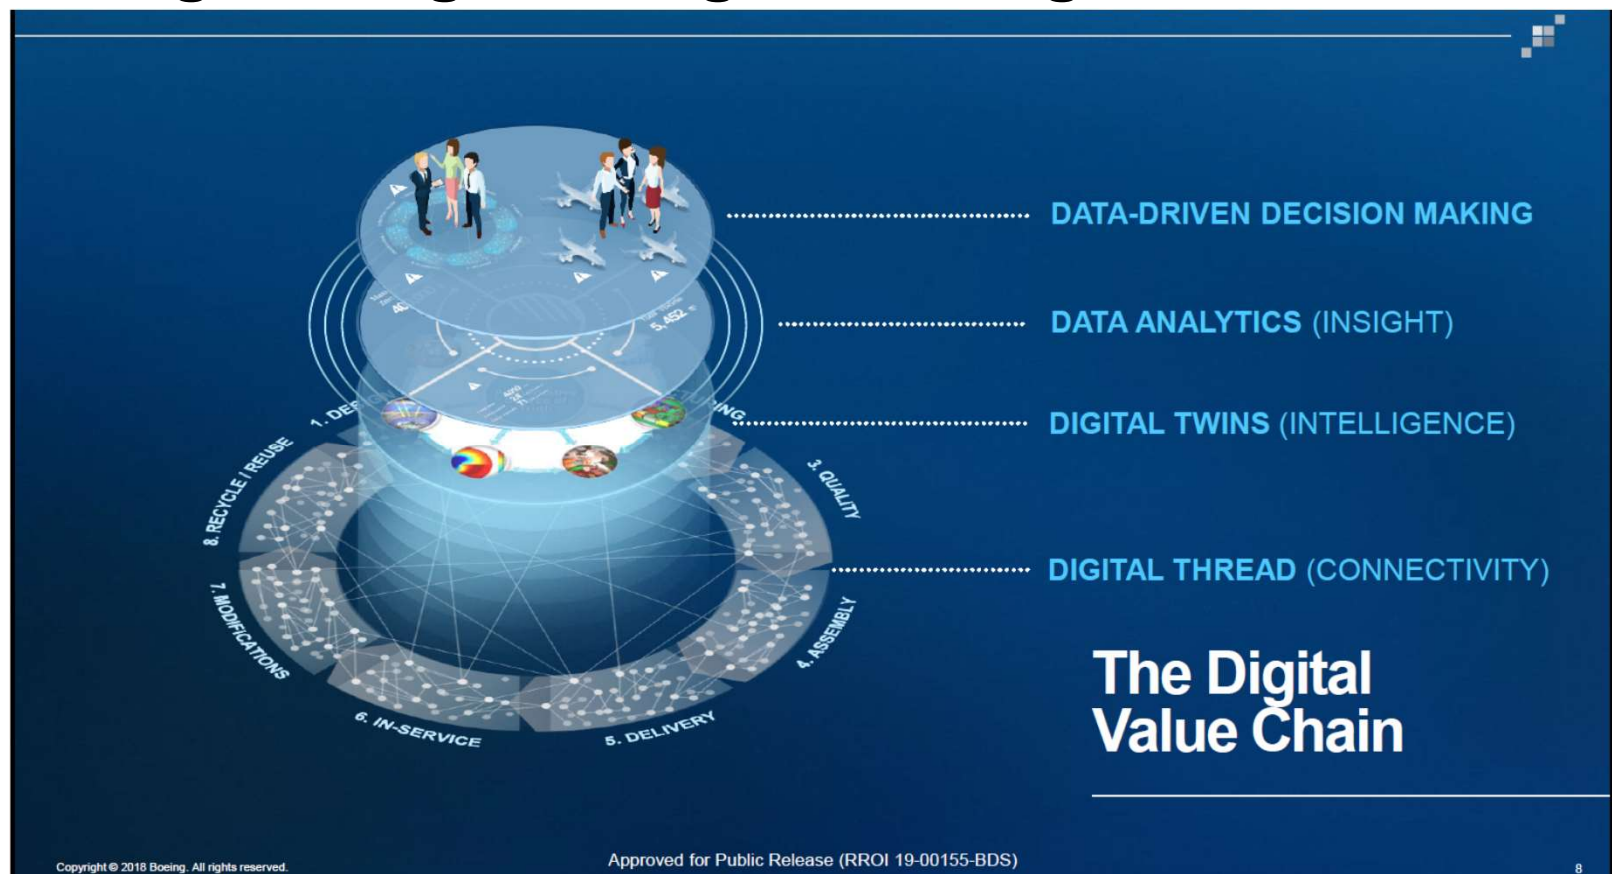 DATA-DRIVEN DECISION MAKING
DATA ANALYTICS (INSIGHT)
5,452
DIGITAL TWINS (INTELLIGENCE)
8. RECYCLE / REUSE
3. QUALITY
DIGITAL THREAD (CONNECTIVITY)
7. MODIFICATIONS
4. ASSEMBLY
6. IN-SERVICE
5. DELIVERY
The Digital
Value Chain
Copyright © 2018 Boeing. All rights reserved.
Approved for Public Release (RROI 19-00155-BDS)
8